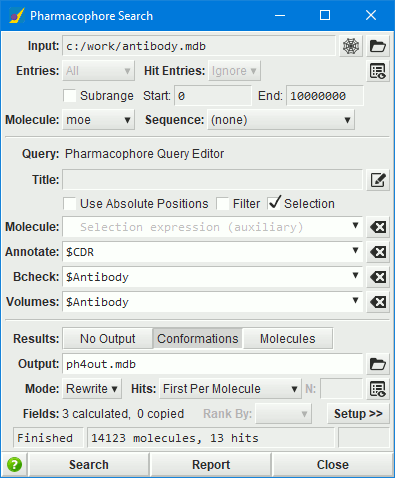 Pharmacophore Search
Input: c:/work/antibody.mdb
Entries: All Hit Entries: Ignore
Subrange Start: 0 End: 10000000
Molecule: moe Sequence: (none)
Query: Pharmacophore Query Editor
Title:
Use Absolute Positions Filter Selection
Molecule: Selection expression (auxiliary)
Annotate: $CDR
Bcheck: $Antibody
Volumes: $Antibody
Results: No Output Conformations Molecules
Output: ph4out.mdb
Mode: Rewrite Hits: First Per Molecule N:
Fields: 3 calculated, 0 copied Rank By: Setup >>
Finished 14123 molecules, 13 hits
? Search Report Close